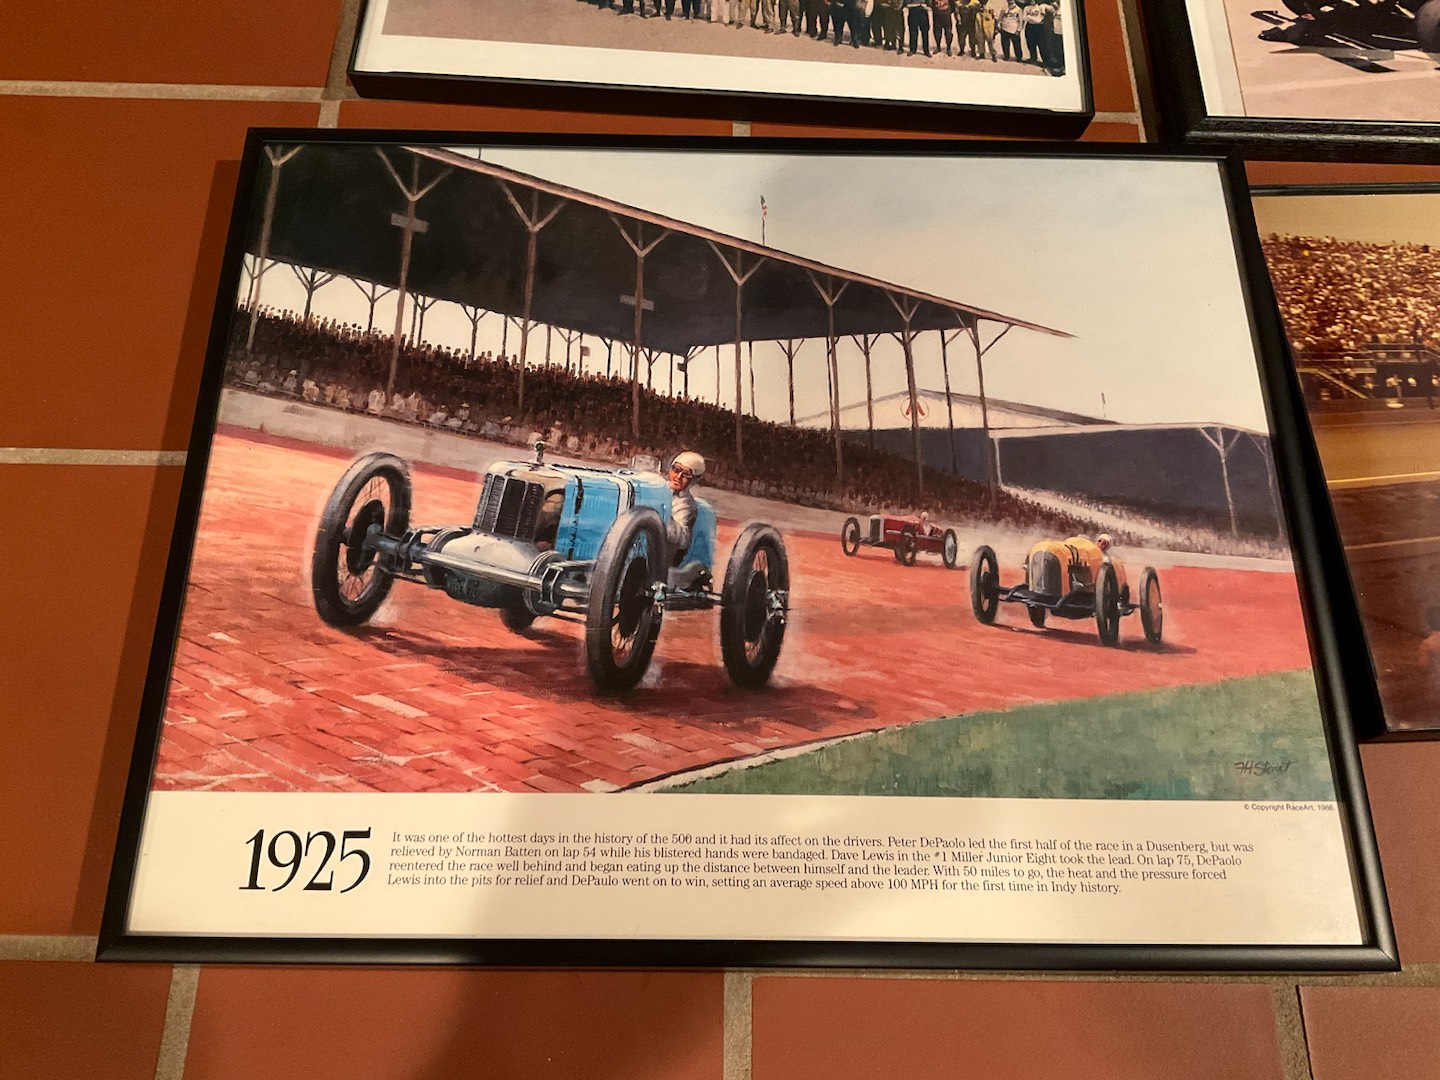 FHStewart
© Copyright RaceArt, 1986.
1925
It was one of the hottest days in the history of the 500 and it had its affect on the drivers. Peter DePaolo led the first half of the race in a Dusenberg, but was
relieved by Norman Batten on lap 54 while his blistered hands were bandaged. Dave Lewis in the #1 Miller Junior Eight took the lead. On lap 75, DePaolo
reentered the race well behind and began eating up the distance between himself and the leader. With 50 miles to go, the heat and the pressure forced
Lewis into the pits for relief and DePaulo went on to win, setting an average speed above 100 MPH for the first time in Indy history.